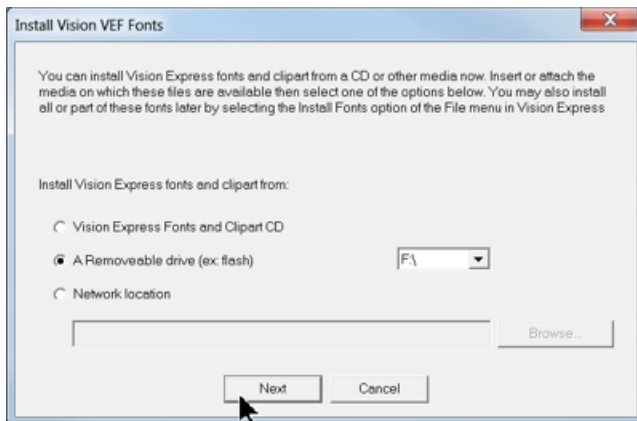 Install Vision VEF Fonts
You can install Vision Express fonts and clipart from a CD or other media now. Insert or attach the
media on which these files are available then select one of the options below. You may also install
all or part of these fonts later by selecting the Install Fonts option of the File menu in Vision Express
Install Vision Express fonts and clipart from:
Vision Express Fonts and Clipart CD
A Removeable drive (ex: flash) F:\
Network location
Browse...
Next Cancel